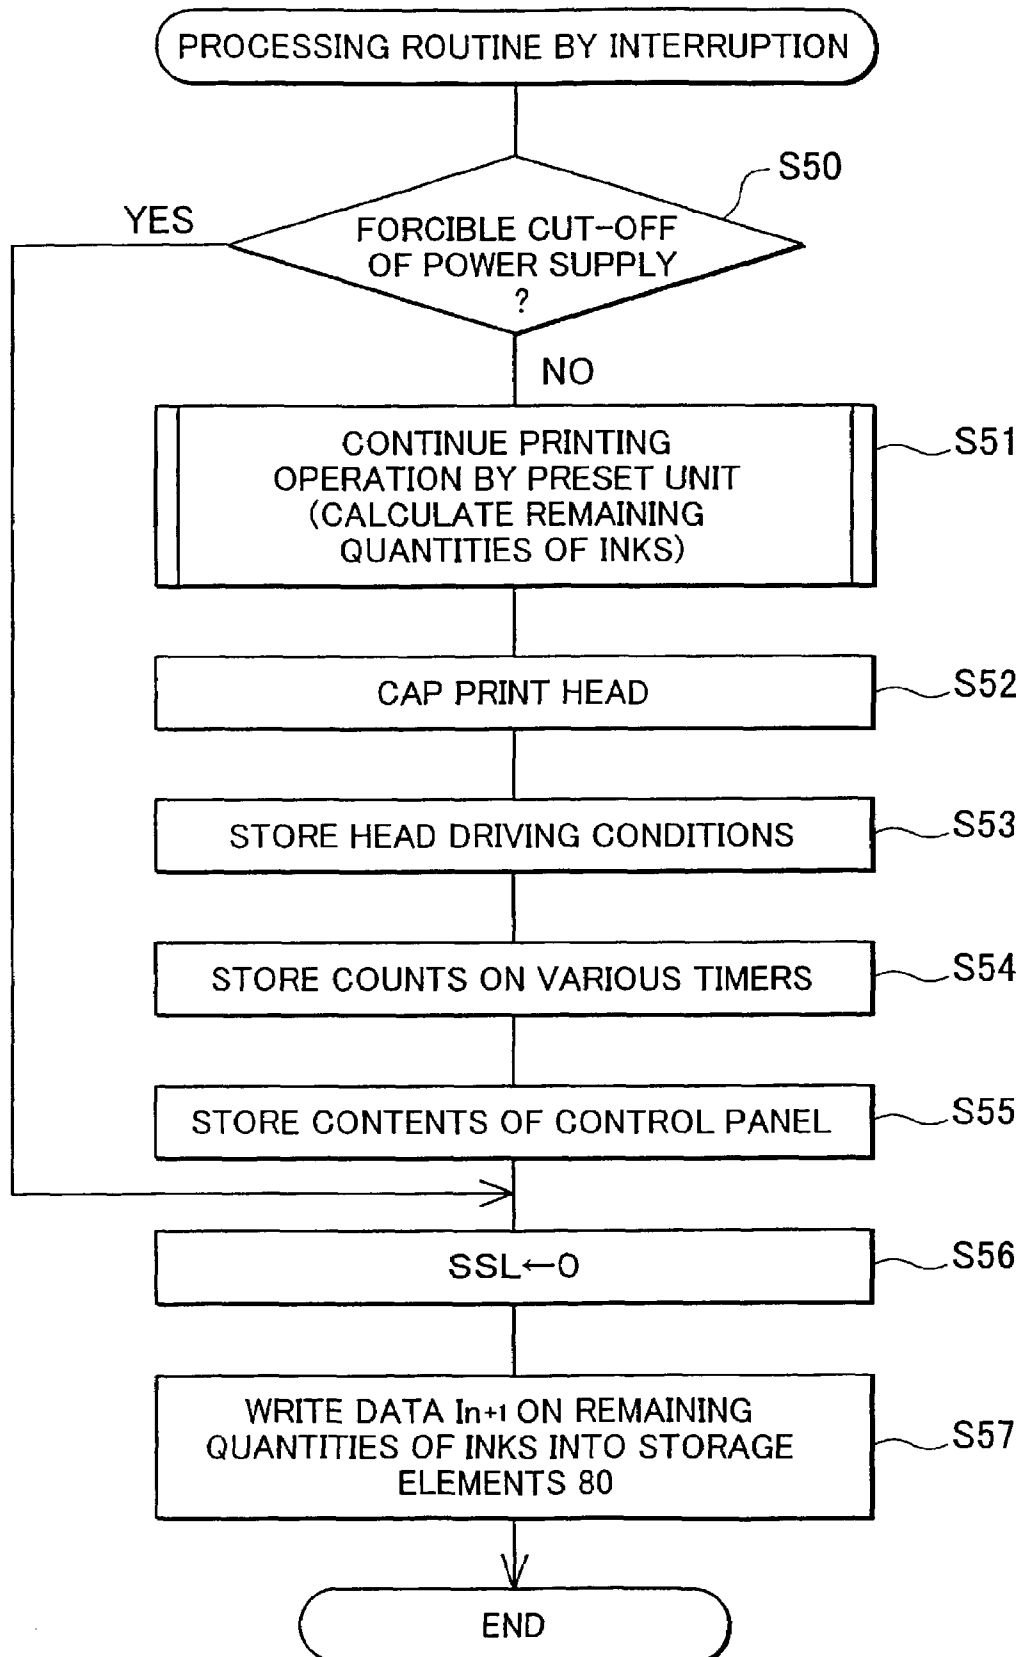 PROCESSING ROUTINE BY INTERRUPTION
S50
YES
FORCIBLE CUT-OFF
OF POWER SUPPLY
?
NO
CONTINUE PRINTING
OPERATION BY PRESET UNIT
(CALCULATE REMAINING
QUANTITIES OF INKS)
S51
CAP PRINT HEAD
S52
STORE HEAD DRIVING CONDITIONS
S53
STORE COUNTS ON VARIOUS TIMERS
S54
STORE CONTENTS OF CONTROL PANEL
S55
SSL←0
S56
WRITE DATA In+1 ON REMAINING
QUANTITIES OF INKS INTO STORAGE
ELEMENTS 80
S57
END